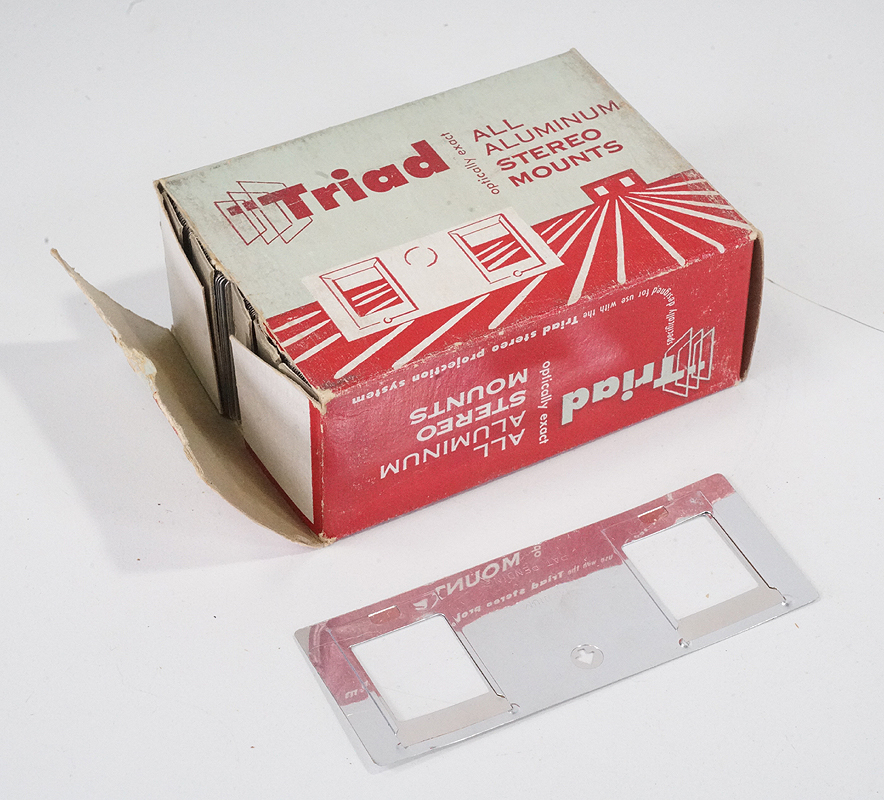 Triad
optically exact
ALL
ALUMINUM
STEREO
MOUNTS
specifically designed for use with the Triad stereo projection system
Triad
optically exact
ALL
ALUMINUM
STEREO
MOUNTS